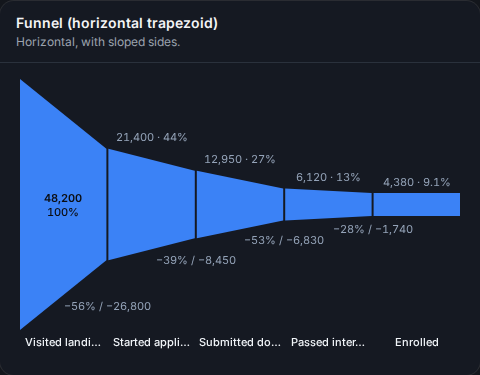 Funnel (horizontal trapezoid)
Horizontal, with sloped sides.
21,400 · 44%
12,950 · 27%
6,120 · 13%
4,380 · 9.1%
48,200
100%
−28% / −1,740
−53% / −6,830
−39% / −8,450
−56% / −26,800
Visited landi… Started appli… Submitted do… Passed inter… Enrolled